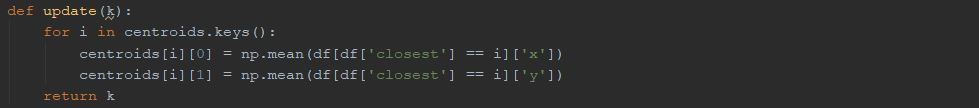 def update(k):
    for i in centroids.keys():
        centroids[i][0] = np.mean(df[df['closest'] == i]['x'])
        centroids[i][1] = np.mean(df[df['closest'] == i]['y'])
    return k